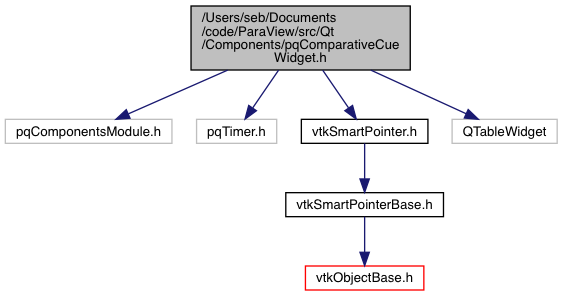 /Users/seb/Documents
/code/ParaView/src/Qt
/Components/pqComparativeCue
Widget.h
pqComponentsModule.h
pqTimer.h
vtkSmartPointer.h
QTableWidget
vtkSmartPointerBase.h
vtkObjectBase.h